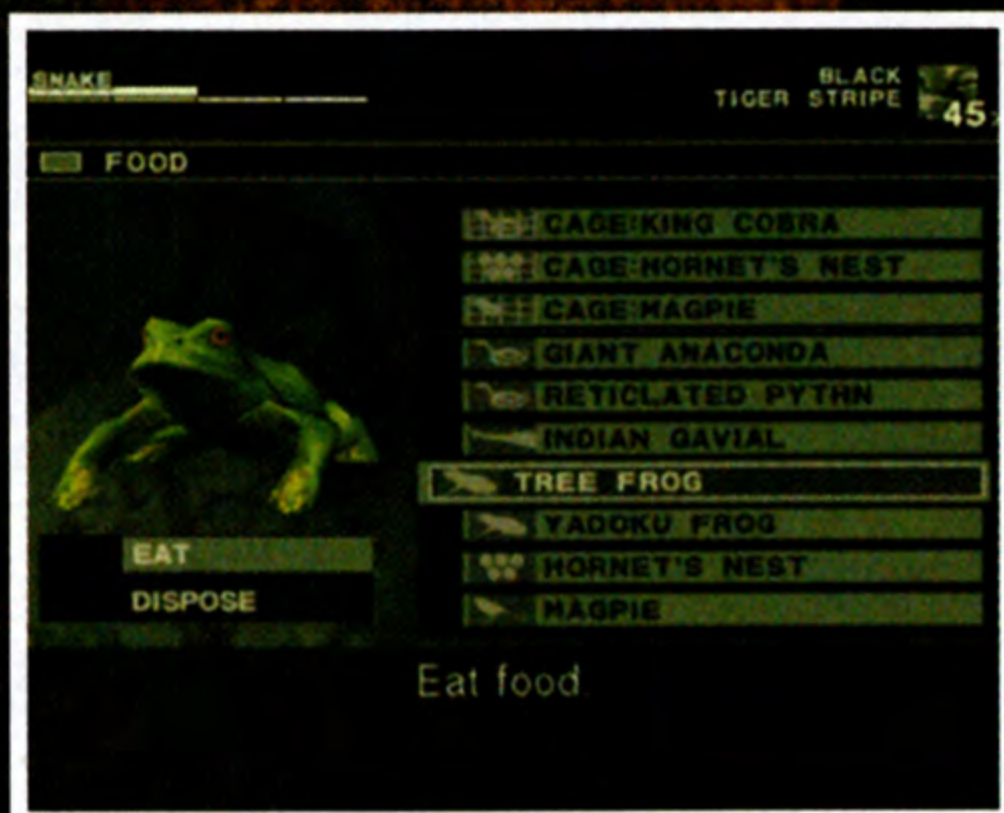 SNAKE
BLACK
TIGER STRIPE
45
FOOD
CAGE:KING COBRA
CAGE:HORNET'S NEST
CAGE:MAGPIE
GIANT ANACONDA
RETICLATED PYTHN
INDIAN GAVIAL
TREE FROG
YADOKU FROG
HORNET'S NEST
MAGPIE
EAT
DISPOSE
Eat food.